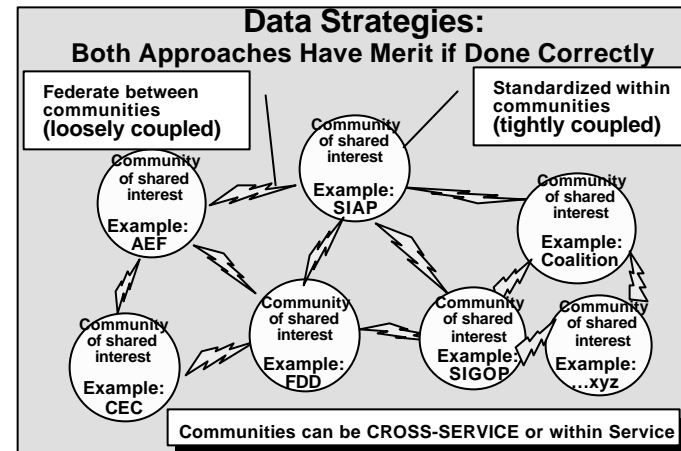 Data Strategies:
Both Approaches Have Merit if Done Correctly
Federate between
communities
(loosely coupled)
Standardized within
communities
(tightly coupled)
Community
of shared
interest
Example:
AEF
Community
of shared
interest
Example:
SIAP
Community
of shared
interest
Example:
Coalition
Community
of shared
interest
Example:
CEC
Community
of shared
interest
Example:
FDD
Community
of shared
interest
Example:
SIGOP
Community
of shared
interest
Example:
...xyz
Communities can be CROSS-SERVICE or within Service